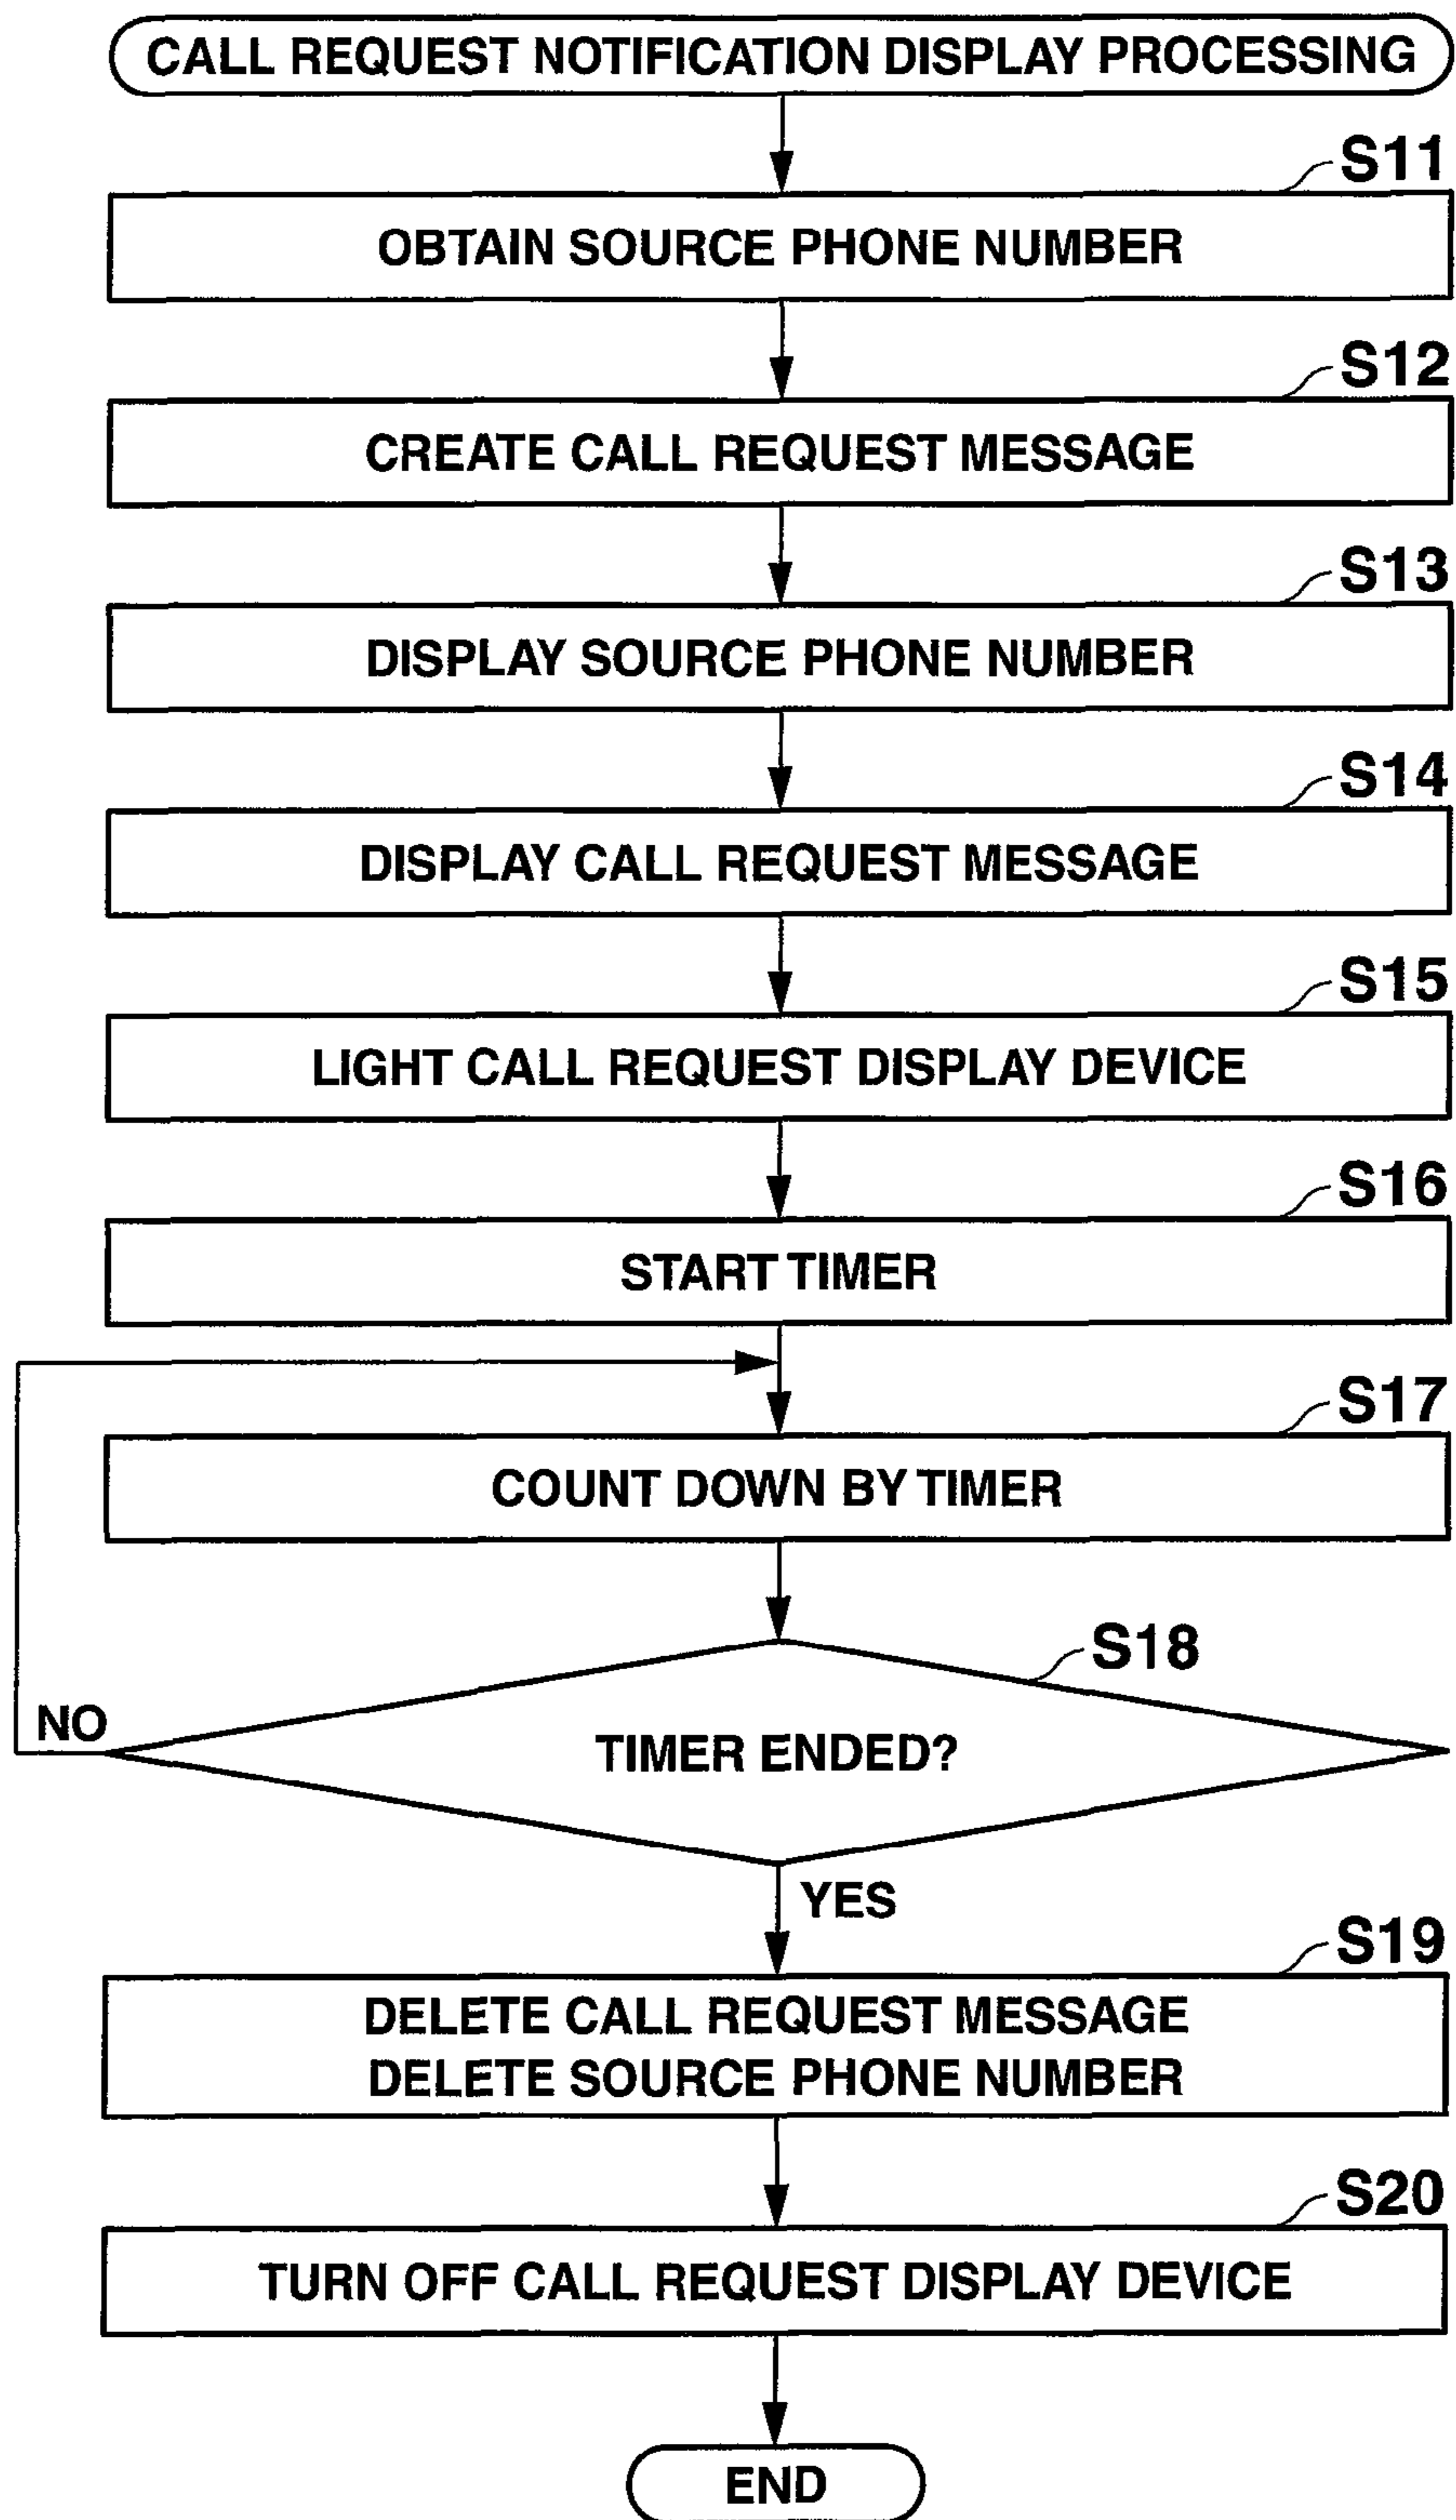 CALL REQUEST NOTIFICATION DISPLAY PROCESSING
S11
OBTAIN SOURCE PHONE NUMBER
S12
CREATE CALL REQUEST MESSAGE
S13
DISPLAY SOURCE PHONE NUMBER
S14
DISPLAY CALL REQUEST MESSAGE
S15
LIGHT CALL REQUEST DISPLAY DEVICE
S16
START TIMER
S17
COUNT DOWN BY TIMER
S18
NO
TIMER ENDED?
YES
S19
DELETE CALL REQUEST MESSAGE
DELETE SOURCE PHONE NUMBER
S20
TURN OFF CALL REQUEST DISPLAY DEVICE
END